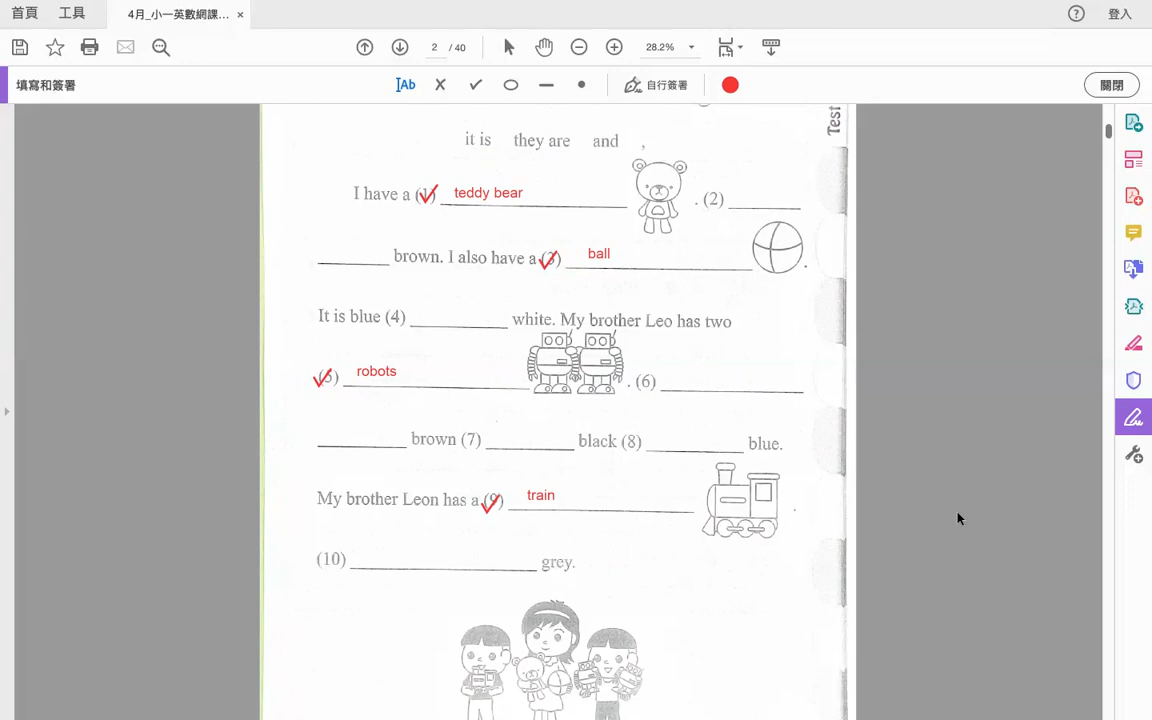 首頁 工具 4月_小一英數網課... × ? 登入
2 / 40 28.2%
填寫和簽署 Ab 自行簽署 關閉
Test
it is they are and ,
I have a (1) teddy bear . (2)
brown. I also have a (3) ball .
It is blue (4) white. My brother Leo has two
(5) robots . (6)
brown (7) black (8) blue.
My brother Leon has a (9) train .
(10) grey.